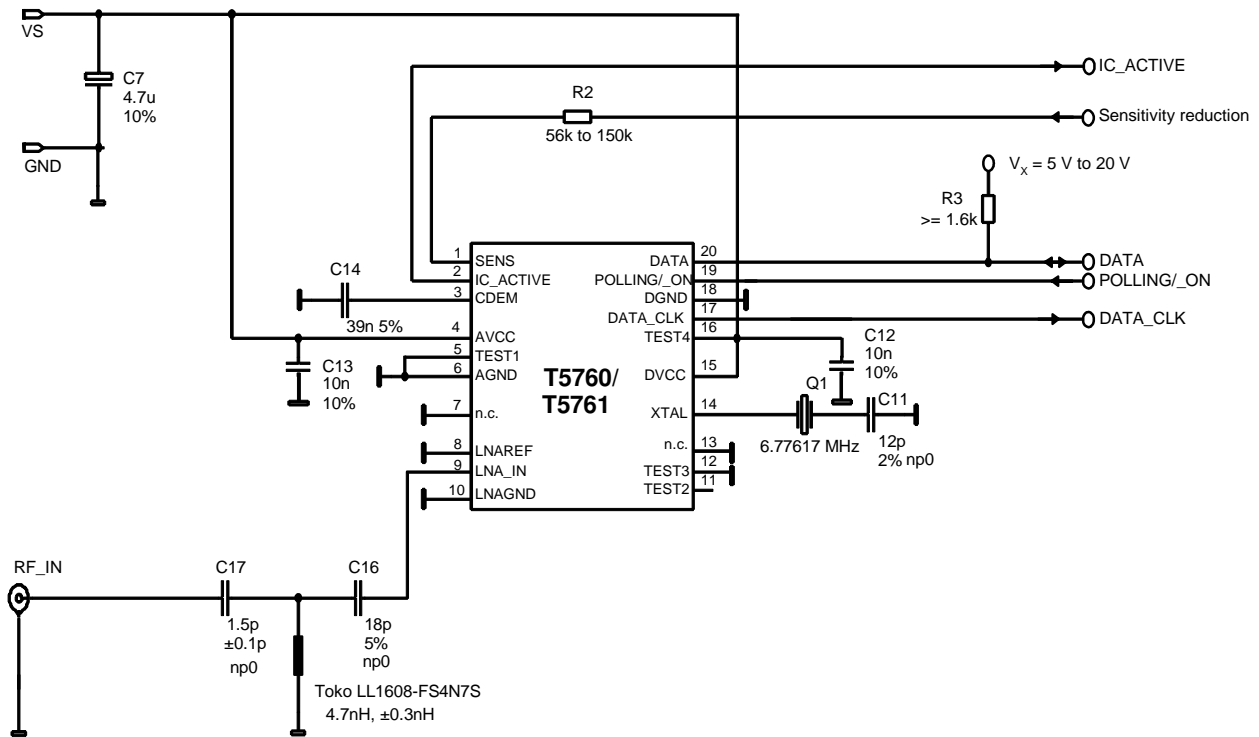 VS
C7
4.7u
10%
GND
IC_ACTIVE
R2
56k to 150k
Sensitivity reduction
VX = 5 V to 20 V
R3
>= 1.6k
C14
39n 5%
C13
10n
10%
1 SENS
2 IC_ACTIVE
3 CDEM
4 AVCC
5 TEST1
6 AGND
7 n.c.
8 LNAREF
9 LNA_IN
10 LNAGND
T5760/
T5761
DATA 20
POLLING/_ON 19
DGND 18
DATA_CLK 17
TEST4 16
DVCC 15
XTAL 14
n.c. 13
TEST3 12
TEST2 11
DATA
POLLING/_ON
DATA_CLK
C12
10n
10%
Q1
6.77617 MHz
C11
12p
2% np0
RF_IN
C17
1.5p
±0.1p
np0
C16
18p
5%
np0
Toko LL1608-FS4N7S
4.7nH, ±0.3nH